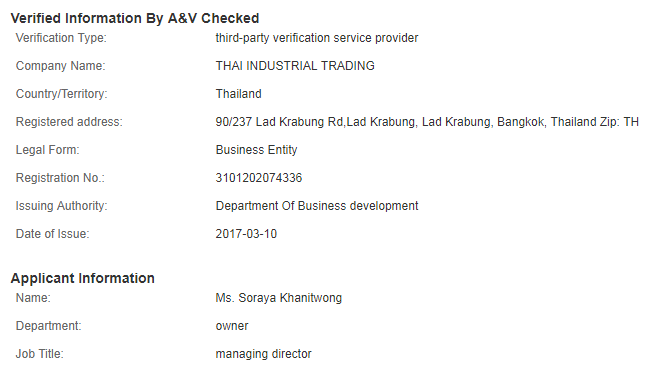 Verified Information By A&V Checked
Verification Type: third-party verification service provider
Company Name: THAI INDUSTRIAL TRADING
Country/Territory: Thailand
Registered address: 90/237 Lad Krabung Rd,Lad Krabung, Lad Krabung, Bangkok, Thailand Zip: TH
Legal Form: Business Entity
Registration No.: 3101202074336
Issuing Authority: Department Of Business development
Date of Issue: 2017-03-10
Applicant Information
Name: Ms. Soraya Khanitwong
Department: owner
Job Title: managing director